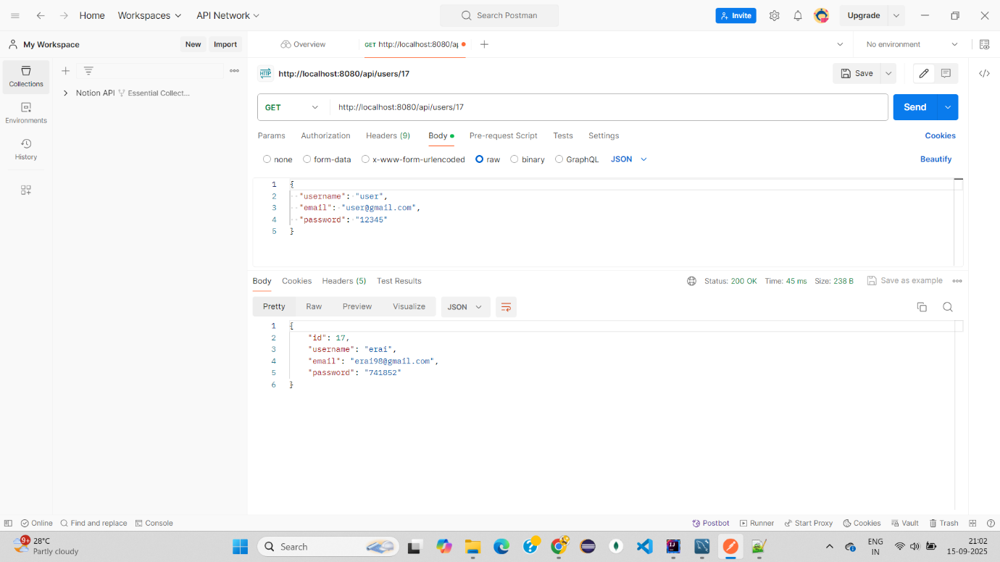 Home Workspaces API Network Search Postman Invite Upgrade
My Workspace New Import Overview GET http://localhost:8080/a No environment
Collections
Environments
History
Notion API Essential Collect...
HTTP http://localhost:8080/api/users/17 Save
GET http://localhost:8080/api/users/17 Send
Params Authorization Headers (9) Body Pre-request Script Tests Settings Cookies
none form-data x-www-form-urlencoded raw binary GraphQL JSON Beautify
1 {
2 "username": "user",
3 "email": "user@gmail.com",
4 "password": "12345"
5 }
Body Cookies Headers (5) Test Results Status: 200 OK Time: 45 ms Size: 238 B Save as example
Pretty Raw Preview Visualize JSON
1 {
2 "id": 17,
3 "username": "erai",
4 "email": "erai98@gmail.com",
5 "password": "741852"
6 }
Online Find and replace Console Postbot Runner Start Proxy Cookies Vault Trash
9+ 28°C
Partly cloudy
Search
ENG
IN
21:02
15-09-2025